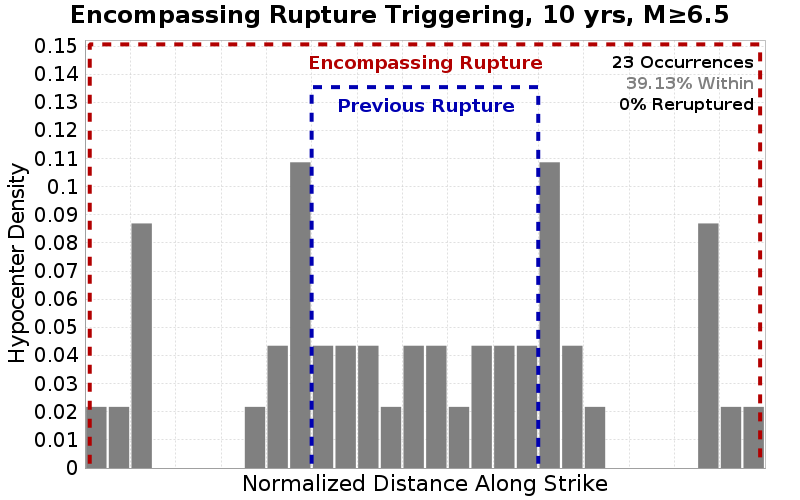 Encompassing Rupture Triggering, 10 yrs, M≥6.5
0.15
0.14
0.13
0.12
0.11
0.1
0.09
0.08
0.07
0.06
0.05
0.04
0.03
0.02
0.01
0
Hypocenter Density
Encompassing Rupture
Previous Rupture
23 Occurrences
39.13% Within
0% Reruptured
Normalized Distance Along Strike